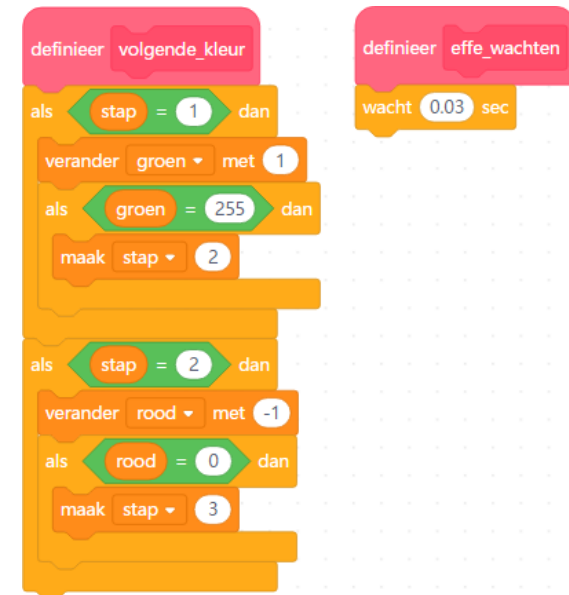 definieer volgende_kleur
als stap = 1 dan
verander groen met 1
als groen = 255 dan
maak stap 2
als stap = 2 dan
verander rood met -1
als rood = 0 dan
maak stap 3
definieer effe_wachten
wacht 0.03 sec